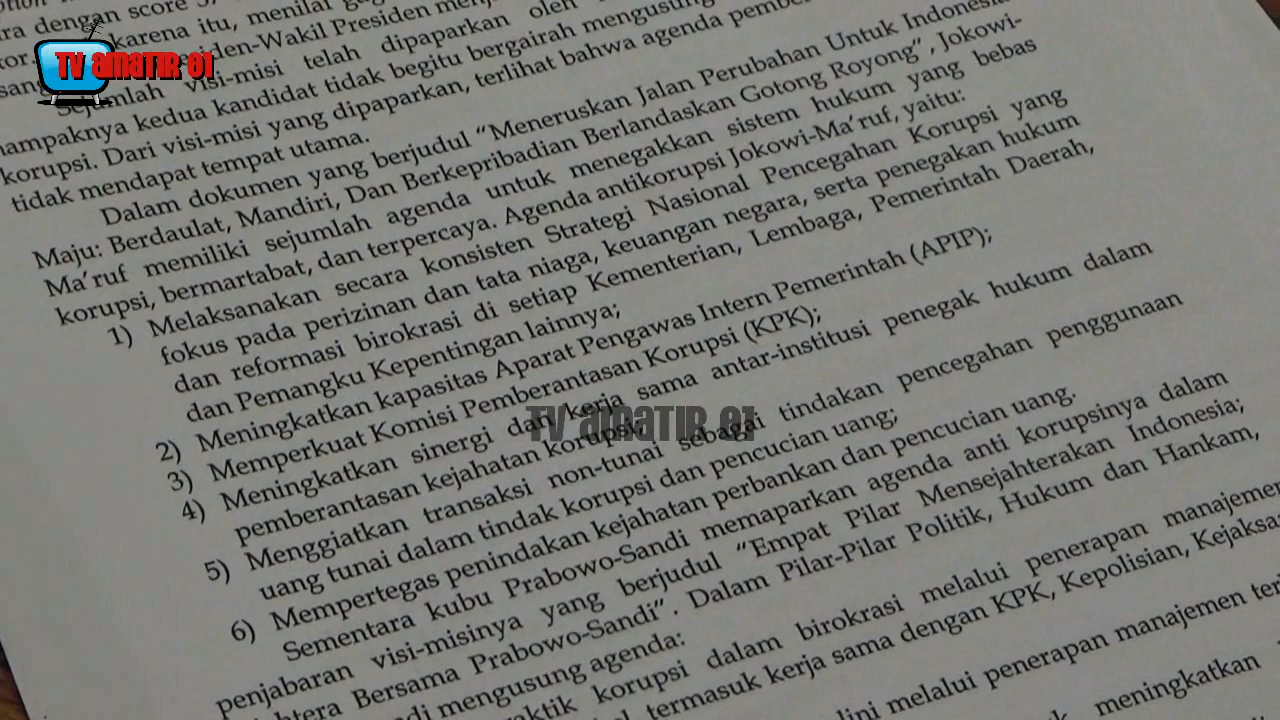 dengan score
karena itu, menilai
TV AMATIR 01
Presiden-Wakil Presiden
Sejumlah visi-misi telah dipaparkan oleh
nampaknya kedua kandidat tidak begitu bergairah mengusung
korupsi. Dari visi-misi yang dipaparkan, terlihat bahwa agenda
tidak mendapat tempat utama.
Dalam dokumen yang berjudul “Meneruskan Jalan Perubahan Untuk Indonesia
Maju: Berdaulat, Mandiri, Dan Berkepribadian Berlandaskan Gotong Royong”, Jokowi-
Ma’ruf memiliki sejumlah agenda untuk menegakkan sistem hukum yang bebas
korupsi, bermartabat, dan terpercaya. Agenda antikorupsi Jokowi-Ma’ruf, yaitu:
1) Melaksanakan secara konsisten Strategi Nasional Pencegahan Korupsi yang
fokus pada perizinan dan tata niaga, keuangan negara, serta penegakan hukum
dan reformasi birokrasi di setiap Kementerian, Lembaga, Pemerintah Daerah,
dan Pemangku Kepentingan lainnya;
2) Meningkatkan kapasitas Aparat Pengawas Intern Pemerintah (APIP);
3) Memperkuat Komisi Pemberantasan Korupsi (KPK);
4) Meningkatkan sinergi dan kerja sama antar-institusi penegak hukum dalam
pemberantasan kejahatan korupsi;
TV AMATIR 01
5) Menggiatkan transaksi non-tunai sebagai tindakan pencegahan penggunaan
uang tunai dalam tindak korupsi dan pencucian uang;
6) Mempertegas penindakan kejahatan perbankan dan pencucian uang.
Sementara kubu Prabowo-Sandi memaparkan agenda anti korupsinya dalam
penjabaran visi-misinya yang berjudul “Empat Pilar Mensejahterakan Indonesia;
Bersama Prabowo-Sandi”. Dalam Pilar-Pilar Politik, Hukum dan Hankam,
mengusung agenda:
korupsi dalam birokrasi melalui penerapan
termasuk kerja sama dengan KPK, Kepolisian,
melalui penerapan manajemen
meningkatkan